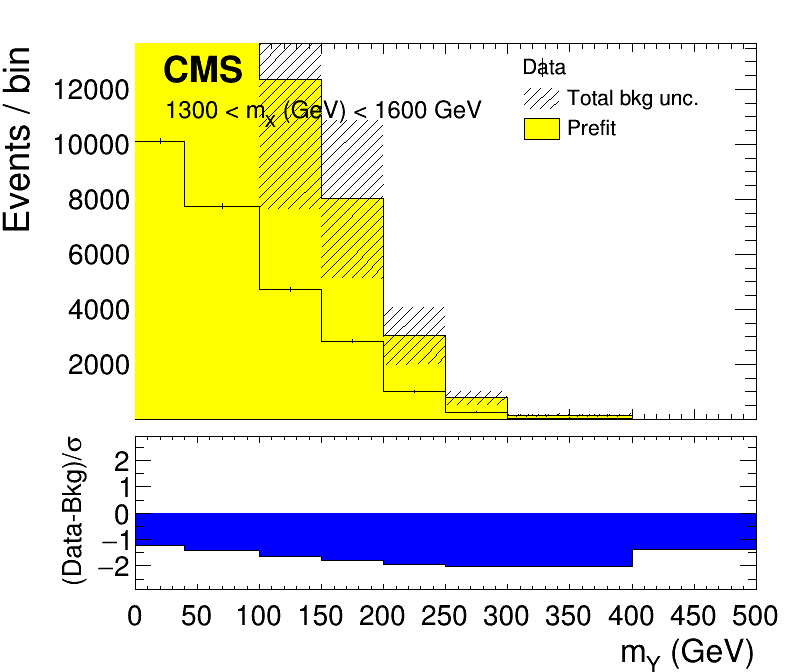 CMS
Data
Total bkg unc.
Prefit
1300 < m_X (GeV) < 1600 GeV
Events / bin
12000
10000
8000
6000
4000
2000
(Data-Bkg)/σ
2
1
0
−1
−2
0 50 100 150 200 250 300 350 400 450 500
m_Y (GeV)